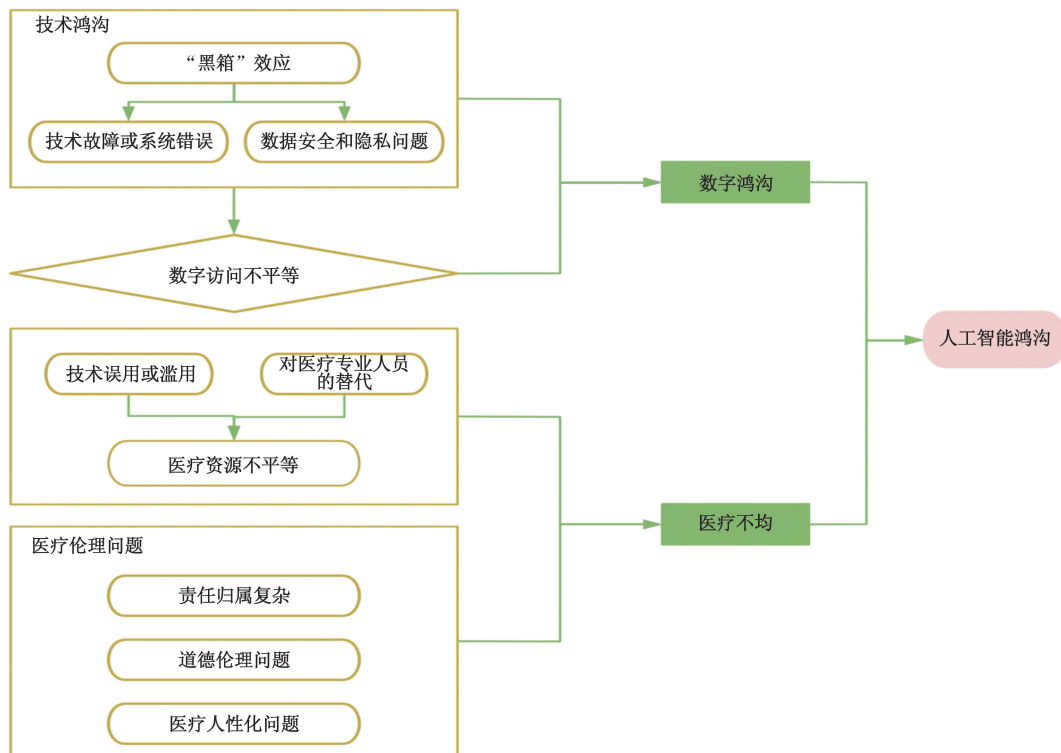 技术鸿沟
“黑箱”效应
技术故障或系统错误
数据安全和隐私问题
数字访问不平等
数字鸿沟
人工智能鸿沟
技术误用或滥用
对医疗专业人员
的替代
医疗资源不平等
医疗不均
医疗伦理问题
责任归属复杂
道德伦理问题
医疗人性化问题